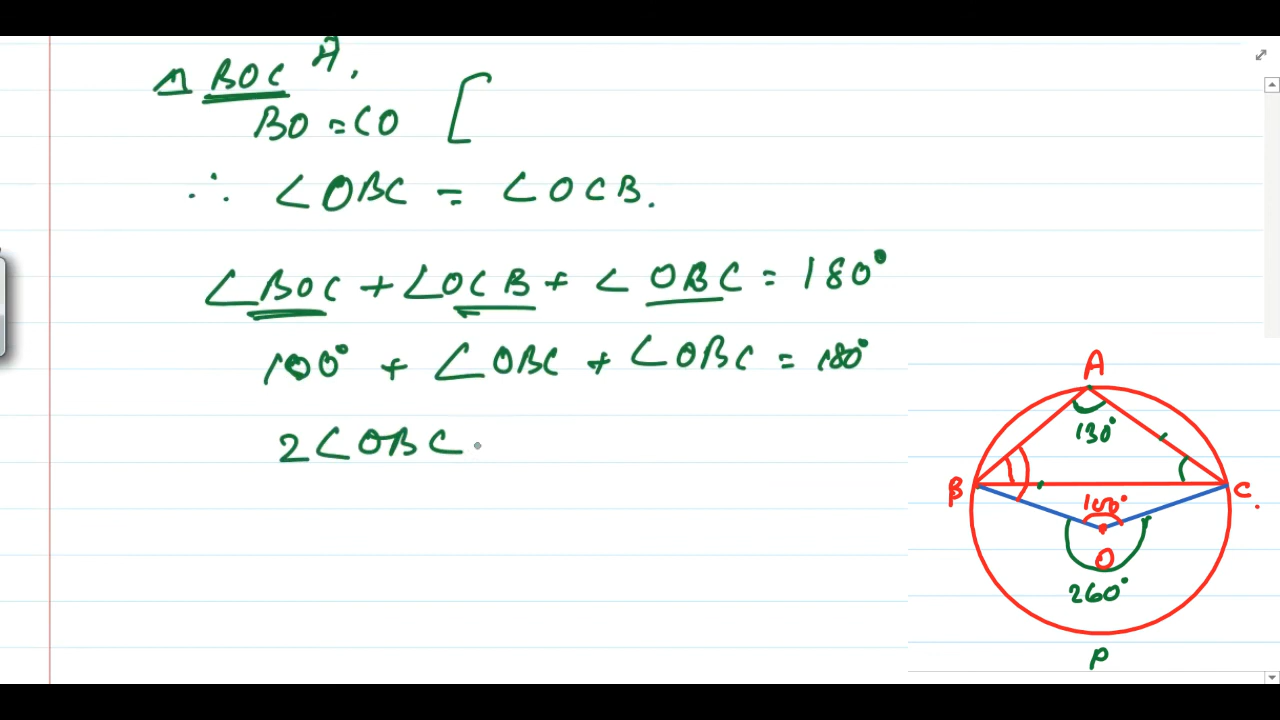 △ BOC
BO = CO [
∴ ∠OBC = ∠OCB.
∠BOC + ∠OCB + ∠OBC = 180°
100° + ∠OBC + ∠OBC = 180°
2∠OBC
A
130°
B
C
100°
O
260°
P